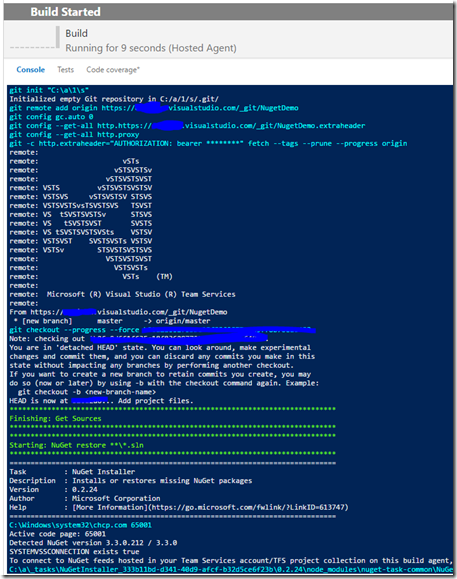 Build Started
Build
Running for 9 seconds (Hosted Agent)
Console Tests Code coverage*
git init "C:\a\1\s"
Initialized empty Git repository in C:/a/1/s/.git/
git remote add origin https://visualstudio.com/_git/NugetDemo
git config gc.auto 0
git config --get-all http.https://.visualstudio.com/_git/NugetDemo.extraheader
git config --get-all http.proxy
git -c http.extraheader="AUTHORIZATION: bearer ********" fetch --tags --prune --progress origin
remote:
remote: vSTs
remote: vSTSVSTSv
remote: vSTSVSTSVST
remote: VSTS vSTSVSTSVSTSV
remote: VSTSVS vSTSVSTSV STSVS
remote: VSTSVSTSvsTSVSTSVS TSVST
remote: VS tSVSTSVSTSv STSVS
remote: VS tSVSTSVST SVSTS
remote: VS tSVSTSVSTSVSts VSTSV
remote: VSTSVST SVSTSVSTs VSTSV
remote: VSTSv STSVSTSVSTSVS
remote: VSTSVSTSVST
remote: VSTSVSTs
remote: VSTs (TM)
remote:
remote: Microsoft (R) Visual Studio (R) Team Services
remote:
From https://visualstudio.com/_git/NugetDemo
* [new branch] master -> origin/master
git checkout --progress --force
Note: checking out
You are in 'detached HEAD' state. You can look around, make experimental
changes and commit them, and you can discard any commits you make in this
state without impacting any branches by performing another checkout.
If you want to create a new branch to retain commits you create, you may
do so (now or later) by using -b with the checkout command again. Example:
git checkout -b <new-branch-name>
HEAD is now at ... Add project files.
******************************************************************************
Finishing: Get Sources
******************************************************************************
******************************************************************************
Starting: NuGet restore **\*.sln
******************************************************************************
==============================================================================
Task : NuGet Installer
Description : Installs or restores missing NuGet packages
Version : 0.2.24
Author : Microsoft Corporation
Help : [More Information](https://go.microsoft.com/fwlink/?LinkID=613747)
==============================================================================
C:\Windows\system32\chcp.com 65001
Active code page: 65001
Detected NuGet version 3.3.0.212 / 3.3.0
SYSTEMVSSCONNECTION exists true
To connect to NuGet feeds hosted in your Team Services account/TFS project collection on this build agent,
C:\a\_tasks\NuGetInstaller_333b11bd-d341-40d9-afcf-b32d5ce6f23b\0.2.24\node_modules\nuget-task-common\NuGe